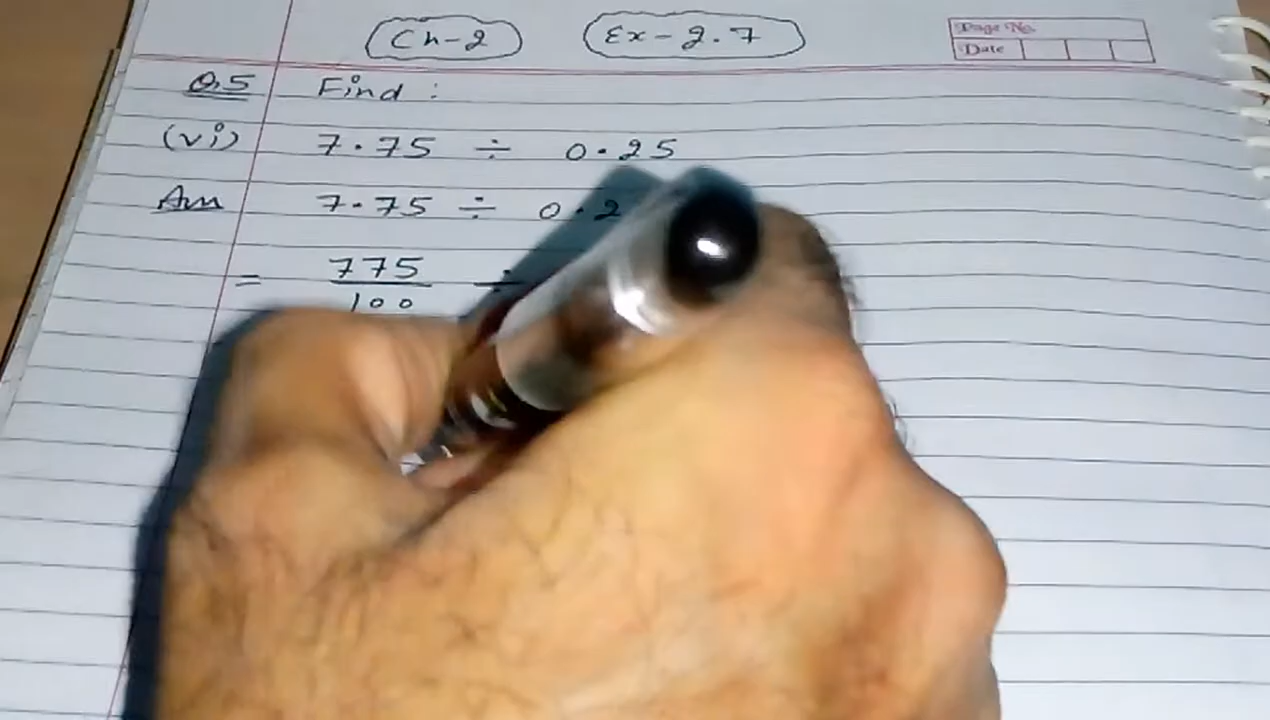 Ch-2 Ex-2.7
Page No.
Date
Q.5 Find :
(vi) 7.75 ÷ 0.25
Ans 7.75 ÷ 0.2
= 775/100 ÷